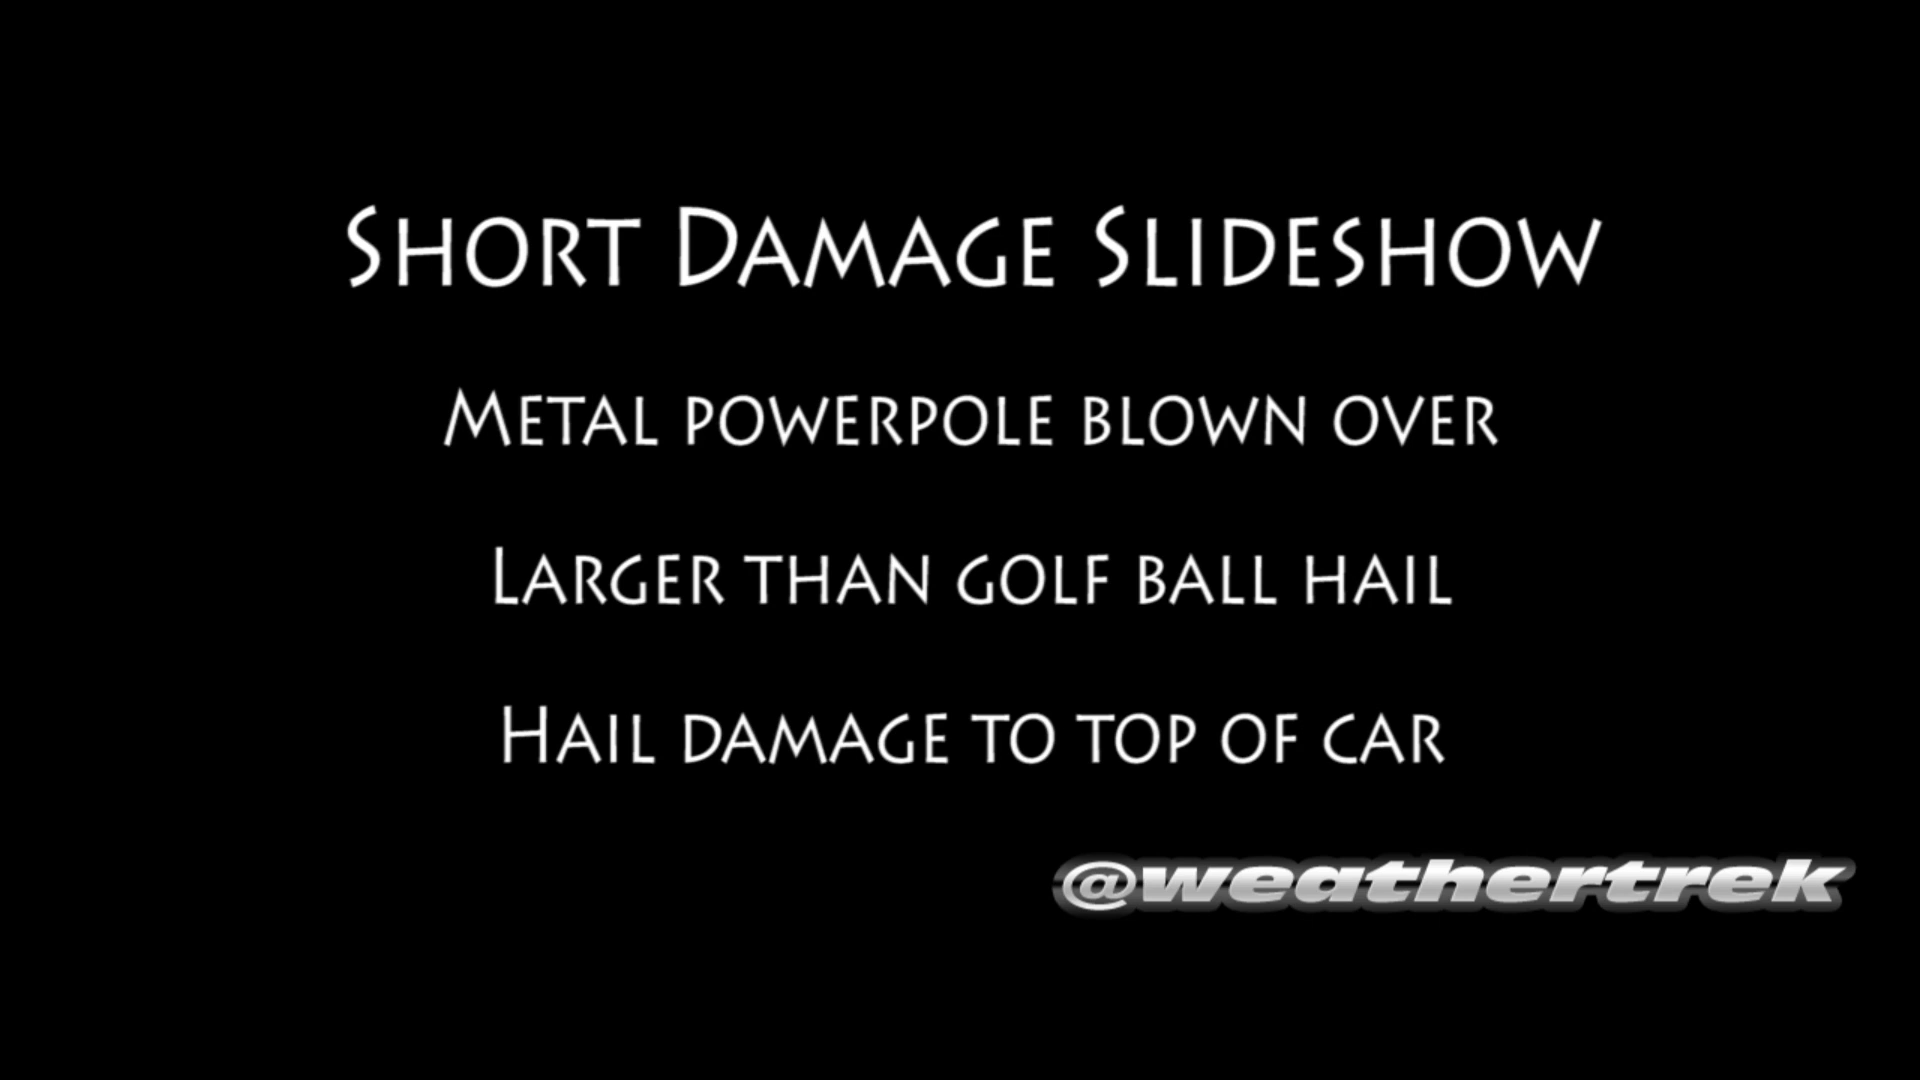 Short Damage Slideshow
Metal powerpole blown over
Larger than golf ball hail
Hail damage to top of car
@weathertrek